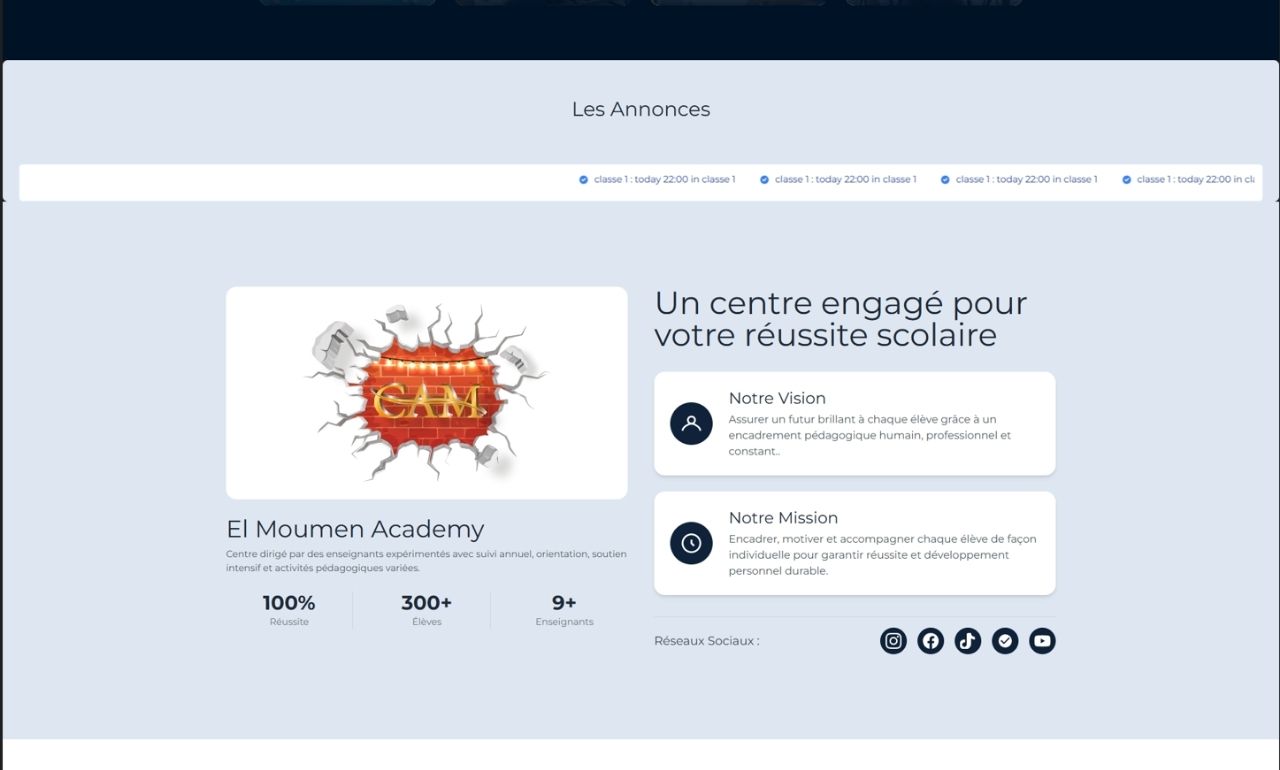 Les Annonces
classe 1 : today 22:00 in classe 1 classe 1 : today 22:00 in classe 1 classe 1 : today 22:00 in classe 1 classe 1 : today 22:00 in cl
CAM
Un centre engagé pour
votre réussite scolaire
Notre Vision
Assurer un futur brillant à chaque élève grâce à un
encadrement pédagogique humain, professionnel et
constant..
Notre Mission
Encadrer, motiver et accompagner chaque élève de façon
individuelle pour garantir réussite et développement
personnel durable.
El Moumen Academy
Centre dirigé par des enseignants expérimentés avec suivi annuel, orientation, soutien
intensif et activités pédagogiques variées.
100% 300+ 9+
Réussite Élèves Enseignants
Réseaux Sociaux :